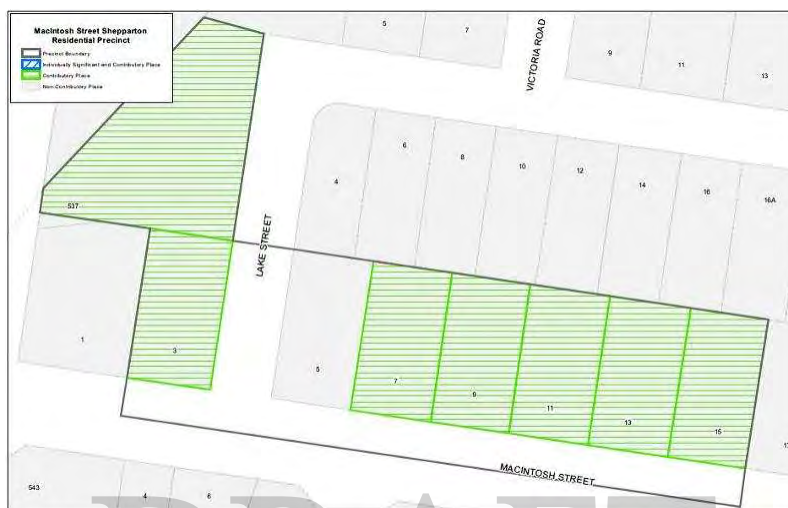 MacIntosh Street Shepparton
Residential Precinct
Precinct Boundary
Individually Significant and Contributory Place
Contributory Place
Non-Contributory Place
5
7
VICTORIA ROAD
9
11
13
4
6
8
10
12
14
16
16A
537
LAKE STREET
1
3
5
7
9
11
13
15
MACINTOSH STREET
543
4
6
DRAFT